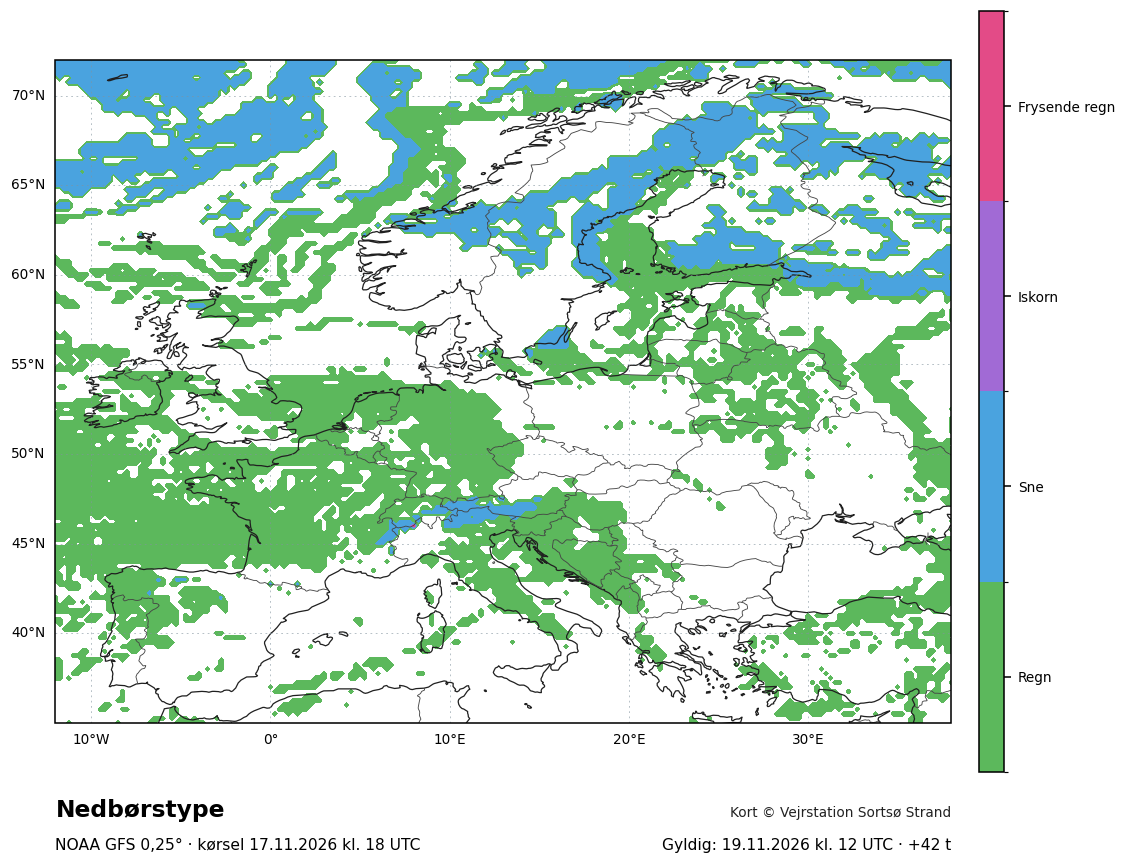 70°N
65°N
60°N
55°N
50°N
45°N
40°N
10°W
0°
10°E
20°E
30°E
Frysende regn
Iskorn
Sne
Regn
Nedbørstype
Kort © Vejrstation Sortsø Strand
NOAA GFS 0,25° · kørsel 17.11.2026 kl. 18 UTC
Gyldig: 19.11.2026 kl. 12 UTC · +42 t